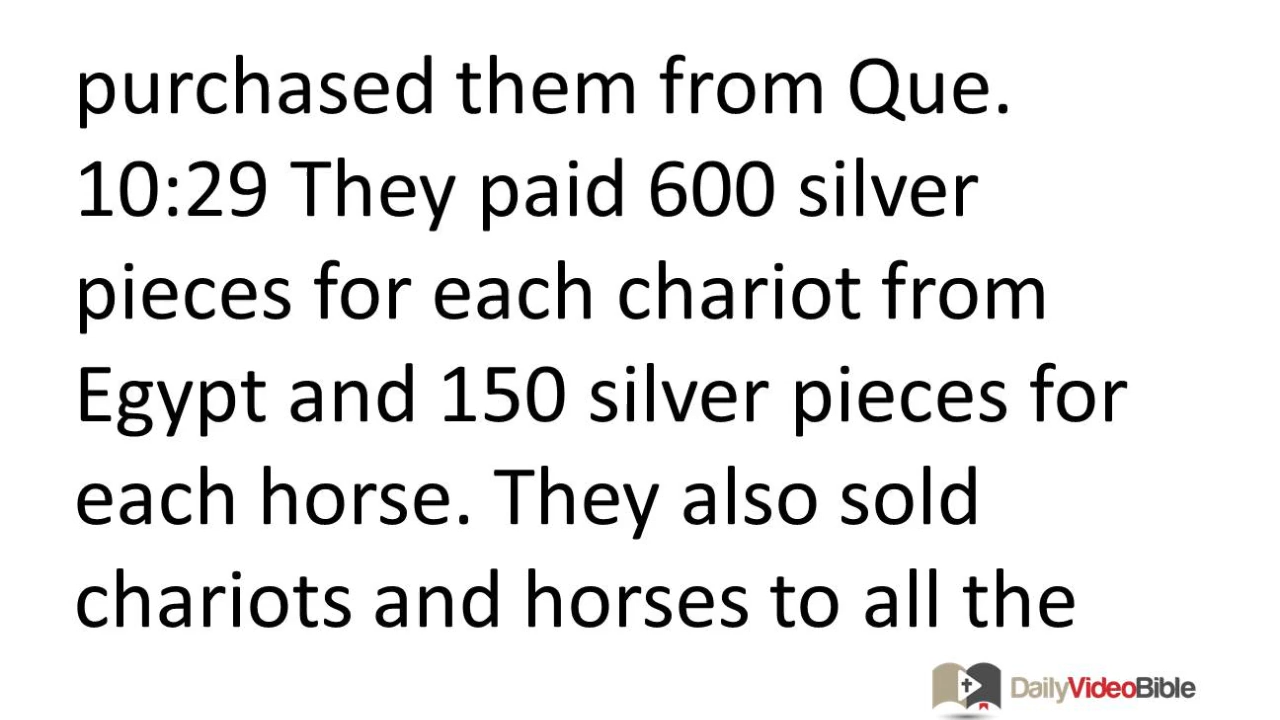 purchased them from Que.
10:29 They paid 600 silver
pieces for each chariot from
Egypt and 150 silver pieces for
each horse. They also sold
chariots and horses to all the
DailyVideoBible